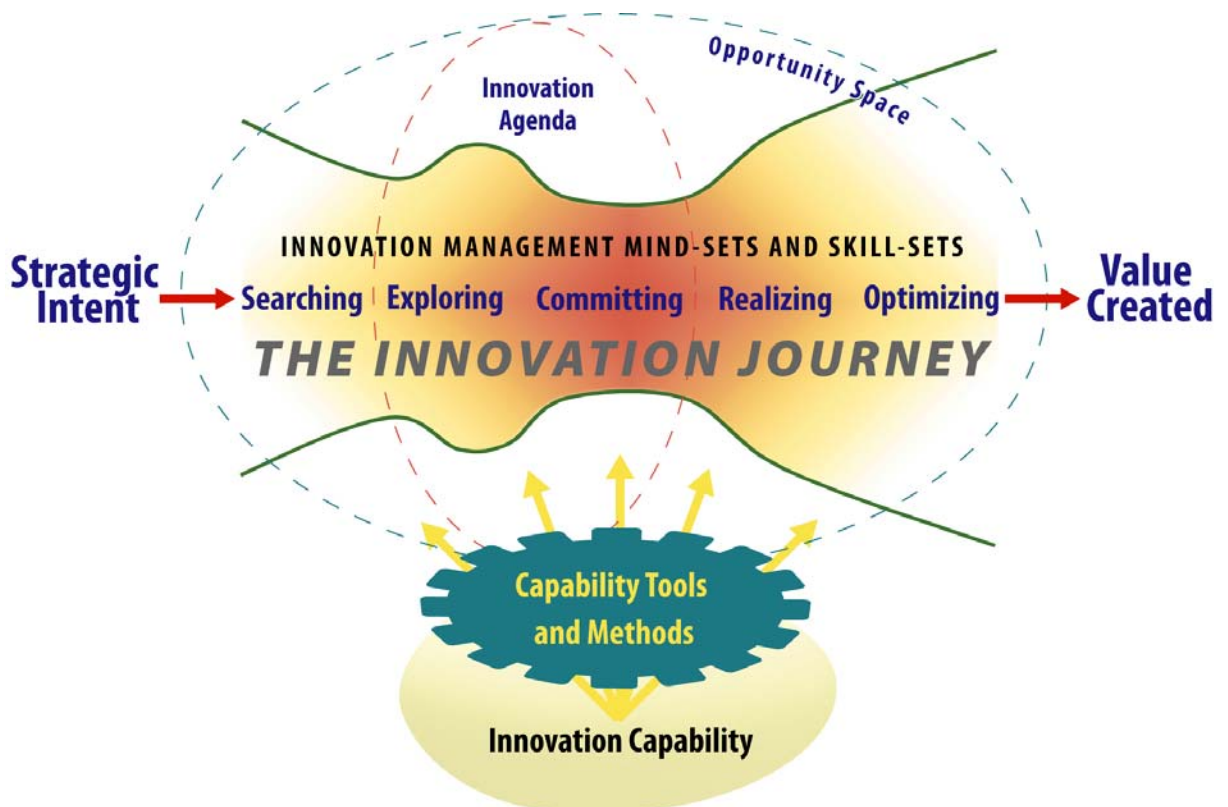 Opportunity Space
Innovation
Agenda
INNOVATION MANAGEMENT MIND-SETS AND SKILL-SETS
Strategic
Intent
Searching Exploring Committing Realizing Optimizing
Value
Created
THE INNOVATION JOURNEY
Capability Tools
and Methods
Innovation Capability